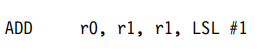 ADD r0, r1, r1, LSL #1